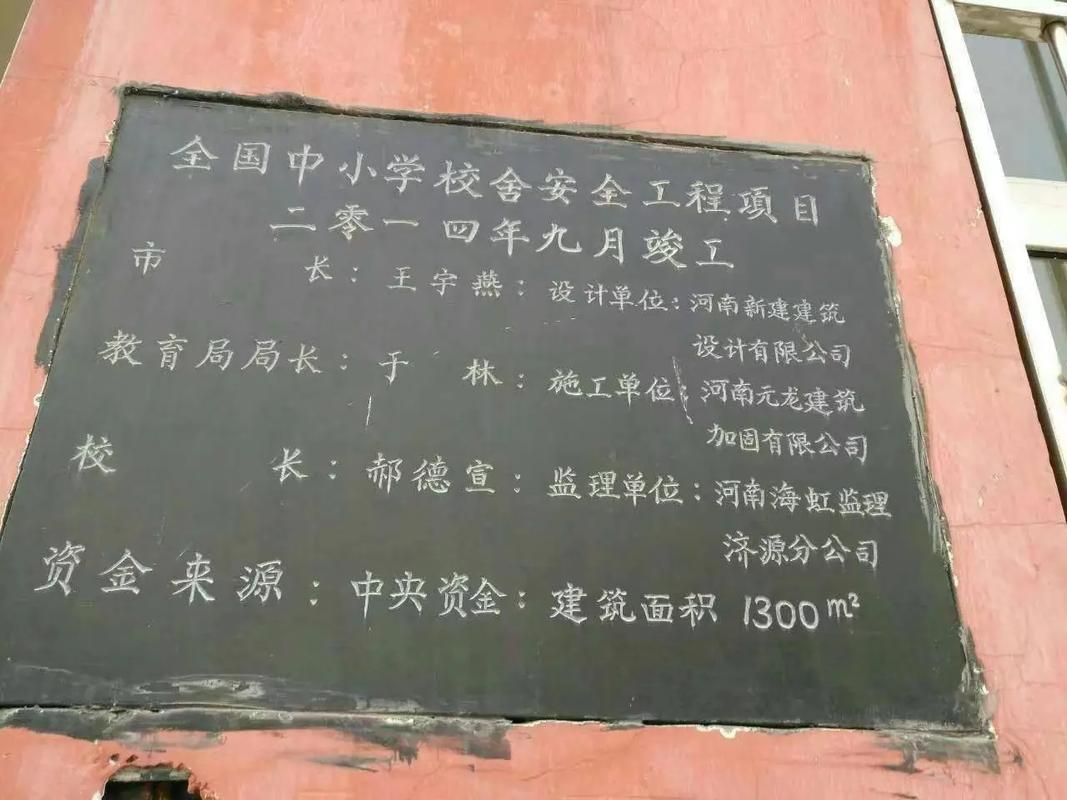 全国中小学校舍安全工程項目
二零一四年九月竣工
市长：王宇燕：设计单位：河南新建建筑
设计有限公司
教育局局长：于林：施工单位：河南元龙建筑
加固有限公司
校长：郝德宣：监理单位：河南海虹监理
济源分公司
资金来源：中央资金：建筑面积 1300m²